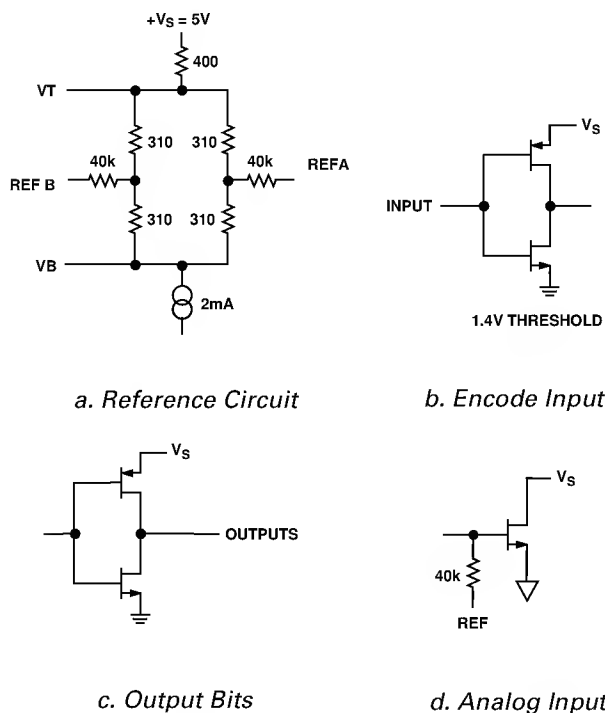 +VS = 5V
400
VT
310
310
40k
40k
REF B
REFA
310
310
VB
2mA
a. Reference Circuit
VS
INPUT
1.4V THRESHOLD
b. Encode Input
VS
OUTPUTS
c. Output Bits
VS
40k
REF
d. Analog Input